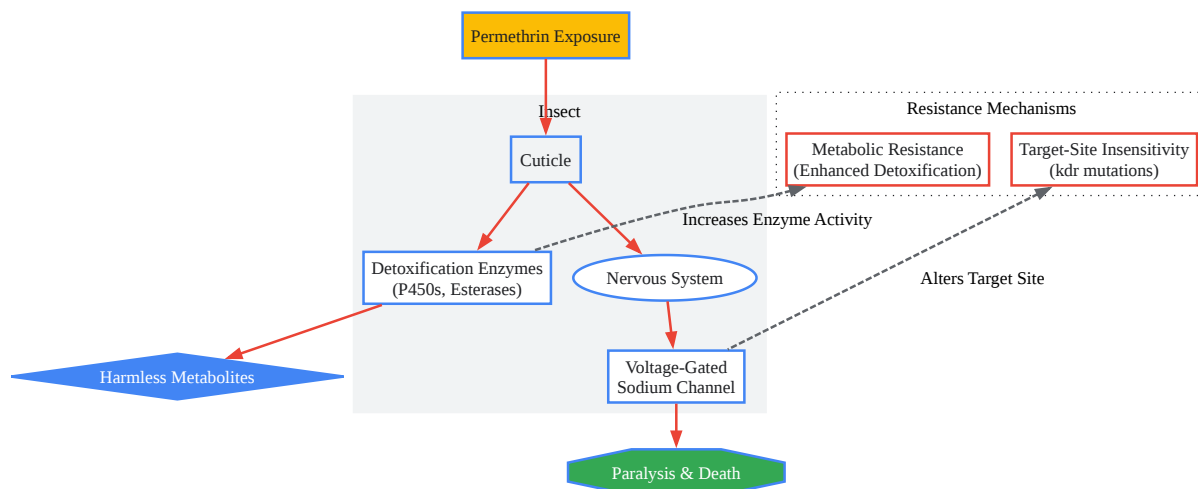 Permethrin Exposure
Insect
Resistance Mechanisms
Cuticle
Metabolic Resistance
(Enhanced Detoxification)
Target-Site Insensitivity
(kdr mutations)
Increases Enzyme Activity
Detoxification Enzymes
(P450s, Esterases)
Nervous System
Alters Target Site
Harmless Metabolites
Voltage-Gated
Sodium Channel
Paralysis & Death